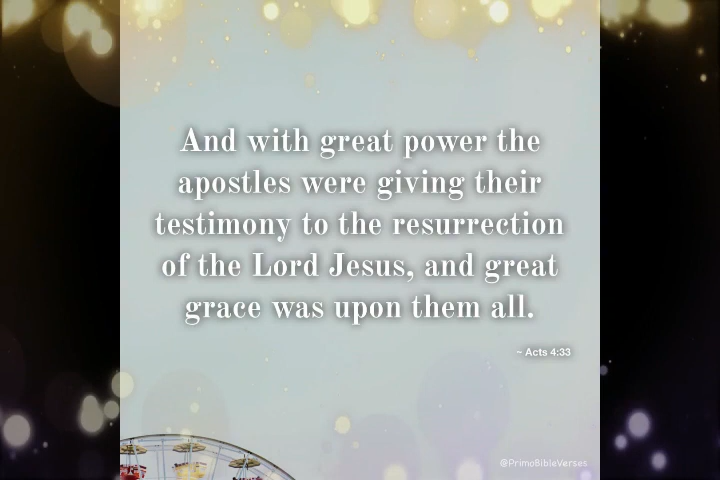 And with great power the
apostles were giving their
testimony to the resurrection
of the Lord Jesus, and great
grace was upon them all.
~ Acts 4:33
@PrimoBibleVerses